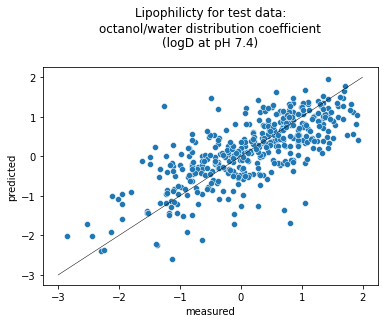 Lipophilicty for test data:
octanol/water distribution coefficient
(logD at pH 7.4)
predicted
2
1
0
−1
−2
−3
−3
−2
−1
0
1
2
measured